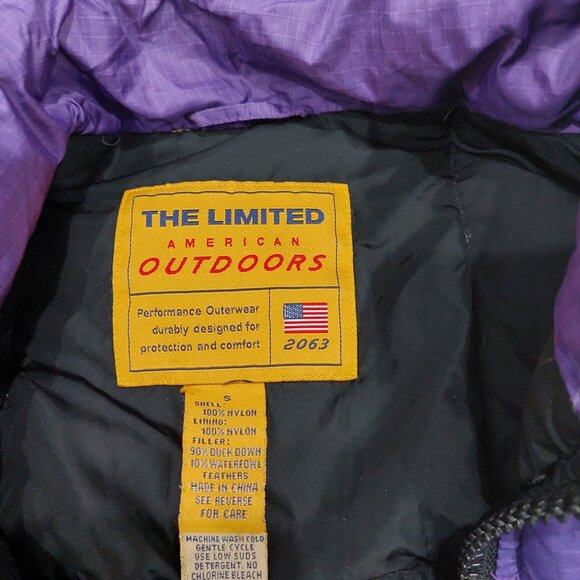 THE LIMITED
AMERICAN
OUTDOORS
Performance Outerwear
durably designed for
protection and comfort
2063
S
SHELL:
100% NYLON
LINING:
100% NYLON
FILLER:
90% DUCK DOWN
10% WATERFOWL
FEATHERS
MADE IN CHINA
SEE REVERSE
FOR CARE
MACHINE WASH COLD
GENTLE CYCLE
USE LOW SUDS
DETERGENT. NO
CHLORINE BLEACH